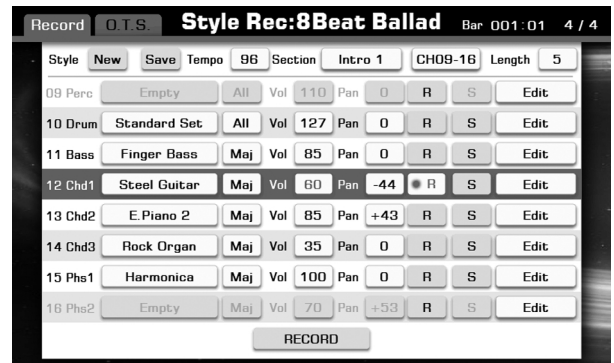 Record O.T.S. Style Rec:8Beat Ballad Bar 001:01 4 / 4
Style New Save Tempo 96 Section Intro 1 CH09-16 Length 5
09 Perc Empty All Vol 110 Pan 0 R S Edit
10 Drum Standard Set All Vol 127 Pan 0 R S Edit
11 Bass Finger Bass Maj Vol 85 Pan 0 R S Edit
12 Chd1 Steel Guitar Maj Vol 60 Pan -44 R S Edit
13 Chd2 E.Piano 2 Maj Vol 85 Pan +43 R S Edit
14 Chd3 Rock Organ Maj Vol 35 Pan 0 R S Edit
15 Phs1 Harmonica Maj Vol 100 Pan 0 R S Edit
16 Phs2 Empty Maj Vol 70 Pan +53 R S Edit
RECORD